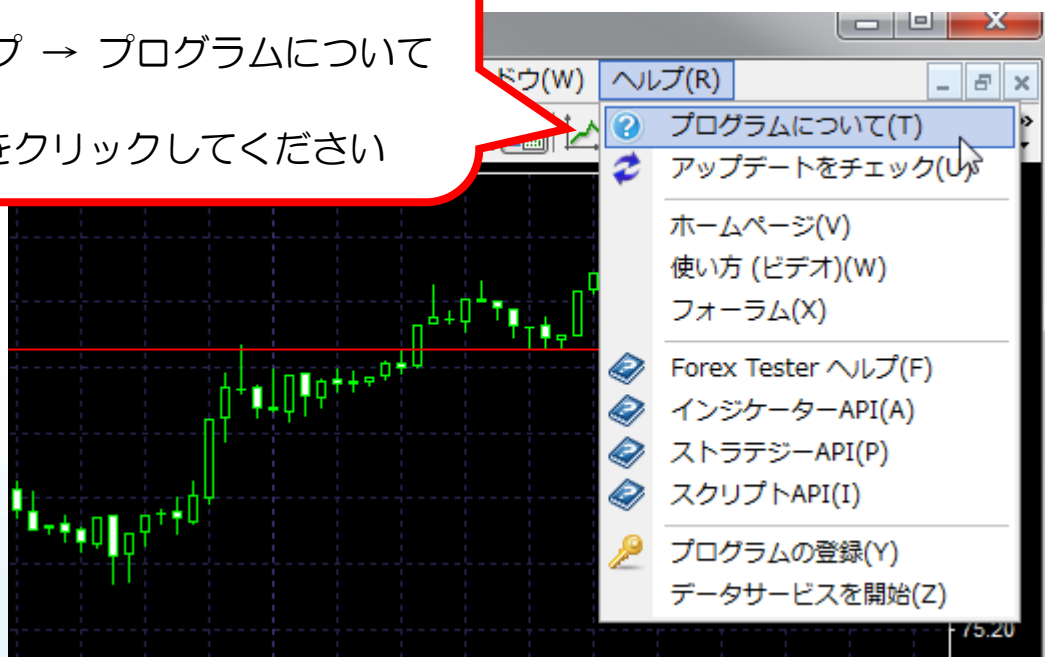 プ → プログラムについて
をクリックしてください
ドウ(W) ヘルプ(R)
プログラムについて(T)
アップデートをチェック(U)
ホームページ(V)
使い方 (ビデオ)(W)
フォーラム(X)
Forex Tester ヘルプ(F)
インジケーターAPI(A)
ストラテジーAPI(P)
スクリプトAPI(I)
プログラムの登録(Y)
データサービスを開始(Z)
75.20